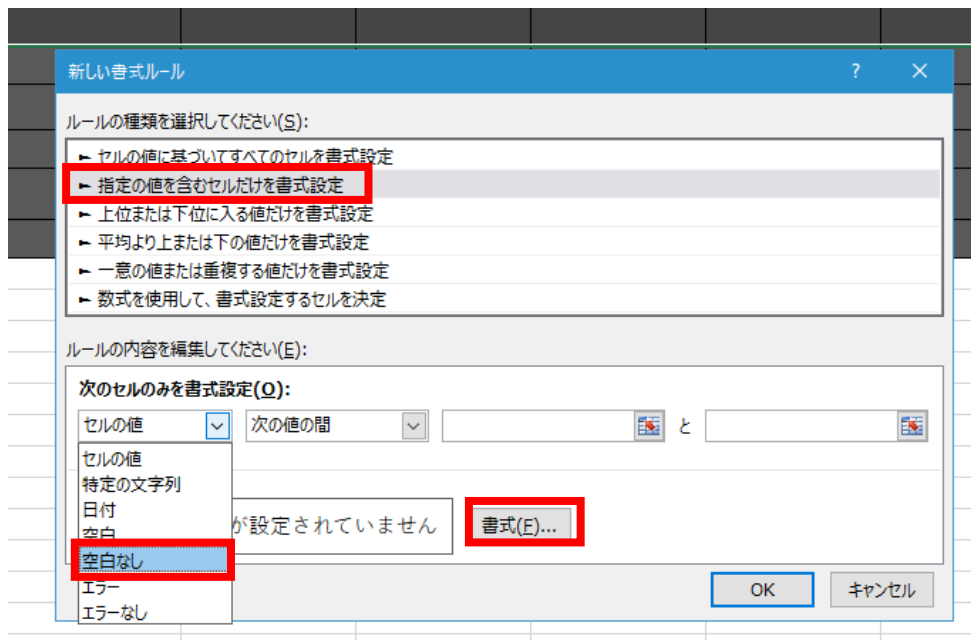 新しい書式ルール ? ×
ルールの種類を選択してください(S):
► セルの値に基づいてすべてのセルを書式設定
► 指定の値を含むセルだけを書式設定
► 上位または下位に入る値だけを書式設定
► 平均より上または下の値だけを書式設定
► 一意の値または重複する値だけを書式設定
► 数式を使用して、書式設定するセルを決定
ルールの内容を編集してください(E):
次のセルのみを書式設定(O):
セルの値 次の値の間 と
セルの値
特定の文字列
日付
空白
空白なし
エラー
エラーなし
が設定されていません 書式(F)...
OK キャンセル